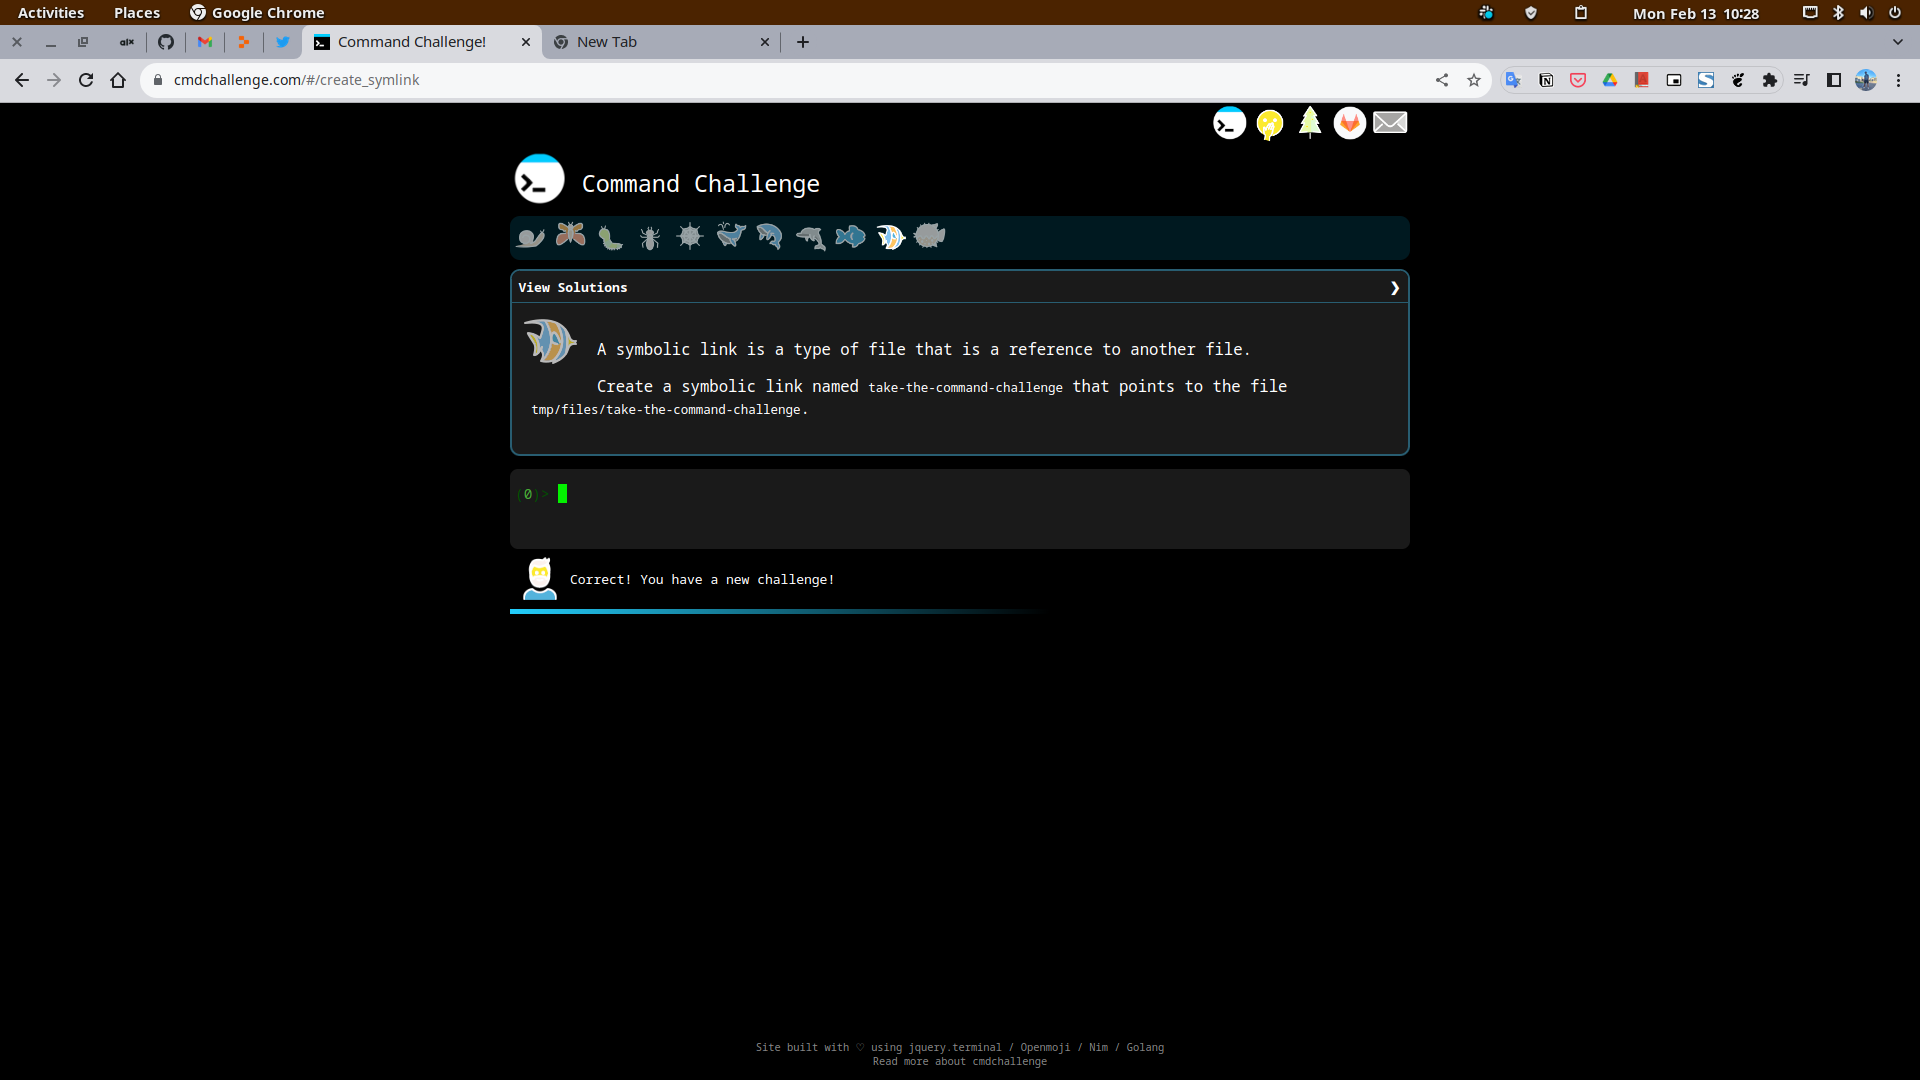 Activities Places Google Chrome Mon Feb 13 10:28
alx Command Challenge! New Tab
cmdchallenge.com/#/create_symlink
Command Challenge
View Solutions
A symbolic link is a type of file that is a reference to another file.
Create a symbolic link named take-the-command-challenge that points to the file
tmp/files/take-the-command-challenge.
(0)>
Correct! You have a new challenge!
Site built with ♡ using jquery.terminal / Openmoji / Nim / Golang
Read more about cmdchallenge